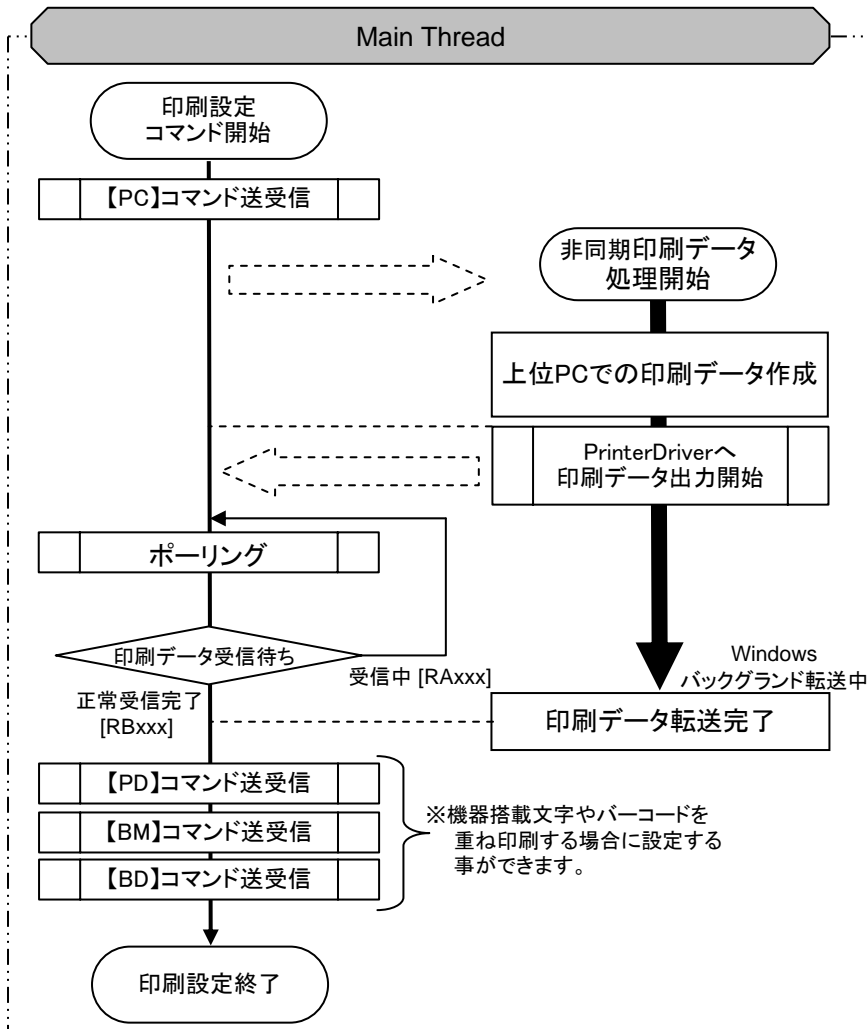 Main Thread
印刷設定
コマンド開始
【PC】コマンド送受信
非同期印刷データ
処理開始
上位PCでの印刷データ作成
PrinterDriverへ
印刷データ出力開始
ポーリング
印刷データ受信待ち
受信中 [RAxxx]
Windows
バックグランド転送中
正常受信完了
[RBxxx]
印刷データ転送完了
【PD】コマンド送受信
【BM】コマンド送受信
【BD】コマンド送受信
※機器搭載文字やバーコードを
重ね印刷する場合に設定する
事ができます。
印刷設定終了